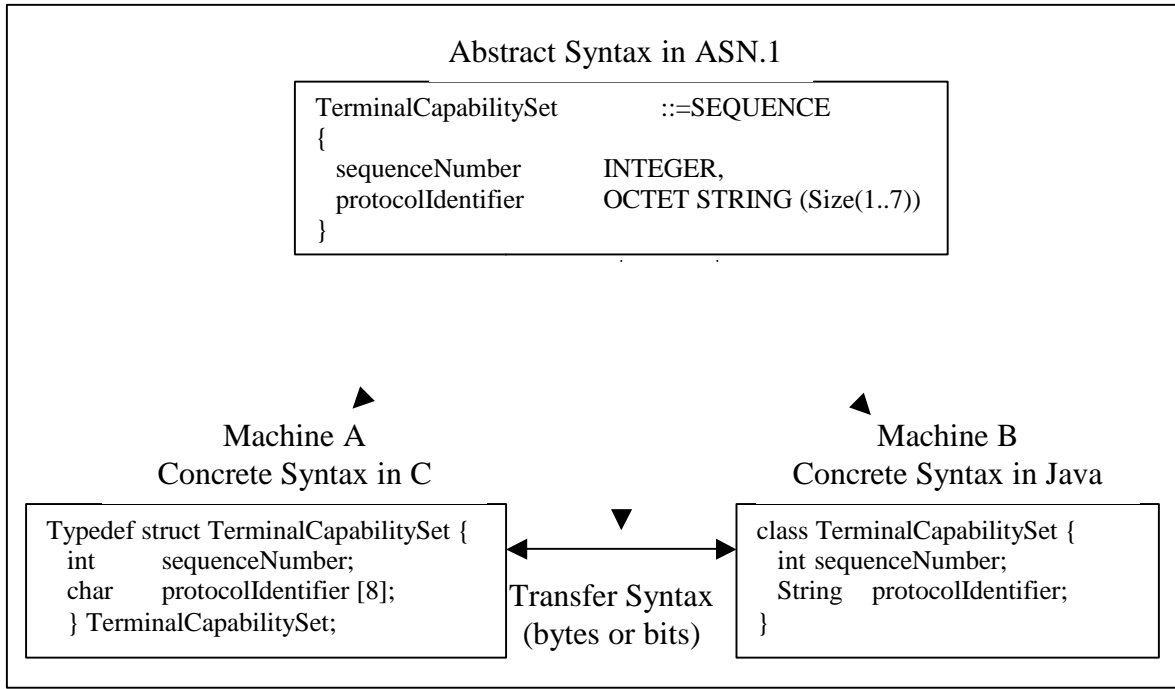 Abstract Syntax in ASN.1
TerminalCapabilitySet ::=SEQUENCE
{
sequenceNumber INTEGER,
protocolIdentifier OCTET STRING (Size(1..7))
}
Machine A
Concrete Syntax in C
Typedef struct TerminalCapabilitySet {
int sequenceNumber;
char protocolIdentifier [8];
} TerminalCapabilitySet;
Transfer Syntax
(bytes or bits)
Machine B
Concrete Syntax in Java
class TerminalCapabilitySet {
int sequenceNumber;
String protocolIdentifier;
}